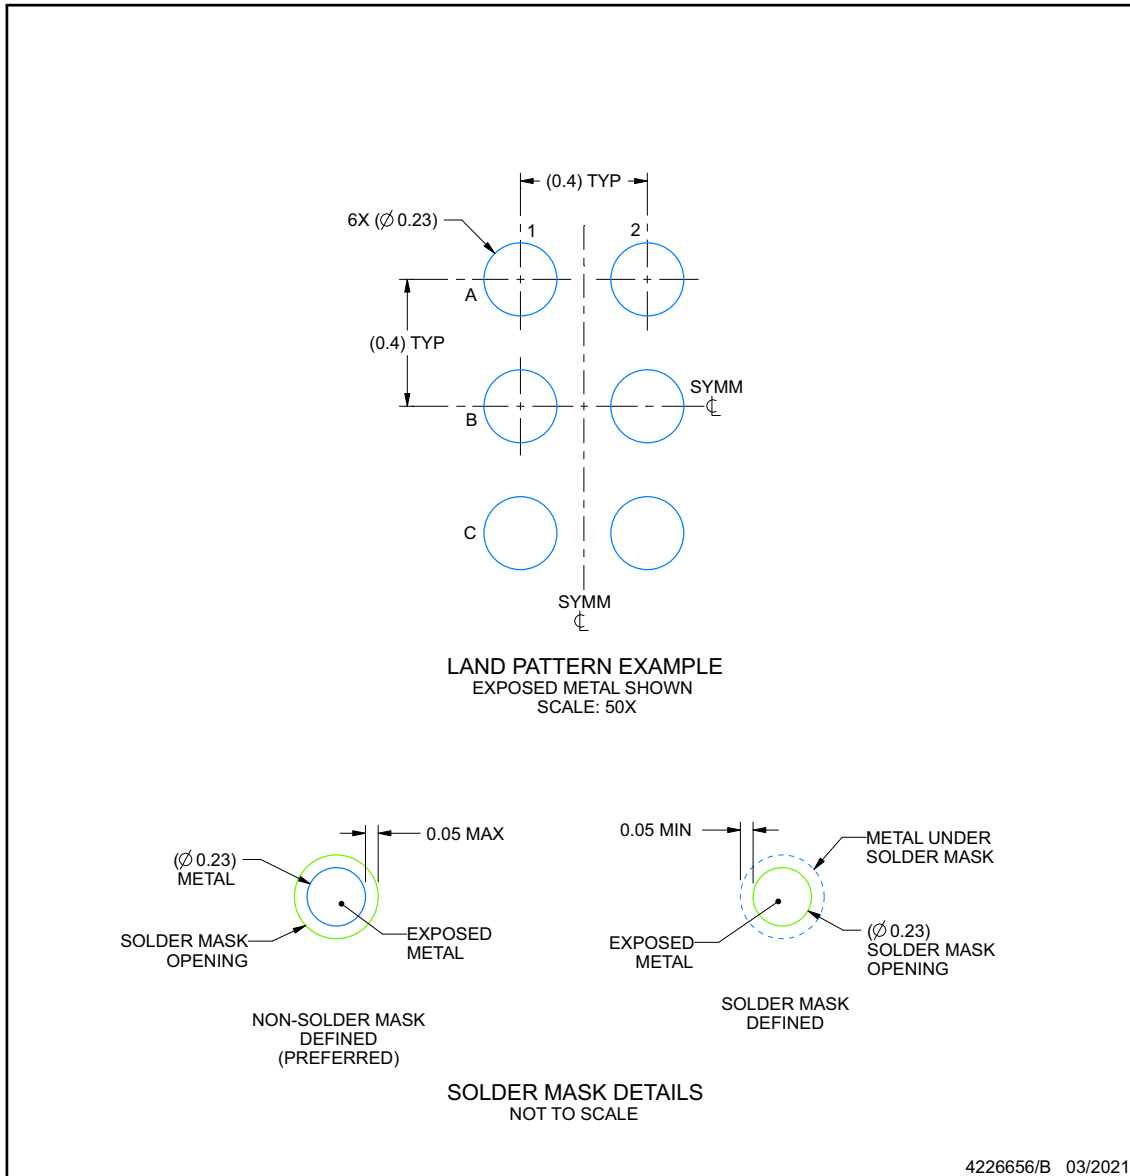 (0.4) TYP
6X (∅ 0.23)
1
2
A
(0.4) TYP
SYMM
℄
B
C
SYMM
℄
LAND PATTERN EXAMPLE
EXPOSED METAL SHOWN
SCALE: 50X
0.05 MAX
(∅ 0.23)
METAL
SOLDER MASK
OPENING
EXPOSED
METAL
NON-SOLDER MASK
DEFINED
(PREFERRED)
0.05 MIN
METAL UNDER
SOLDER MASK
EXPOSED
METAL
(∅ 0.23)
SOLDER MASK
OPENING
SOLDER MASK
DEFINED
SOLDER MASK DETAILS
NOT TO SCALE
4226656/B 03/2021